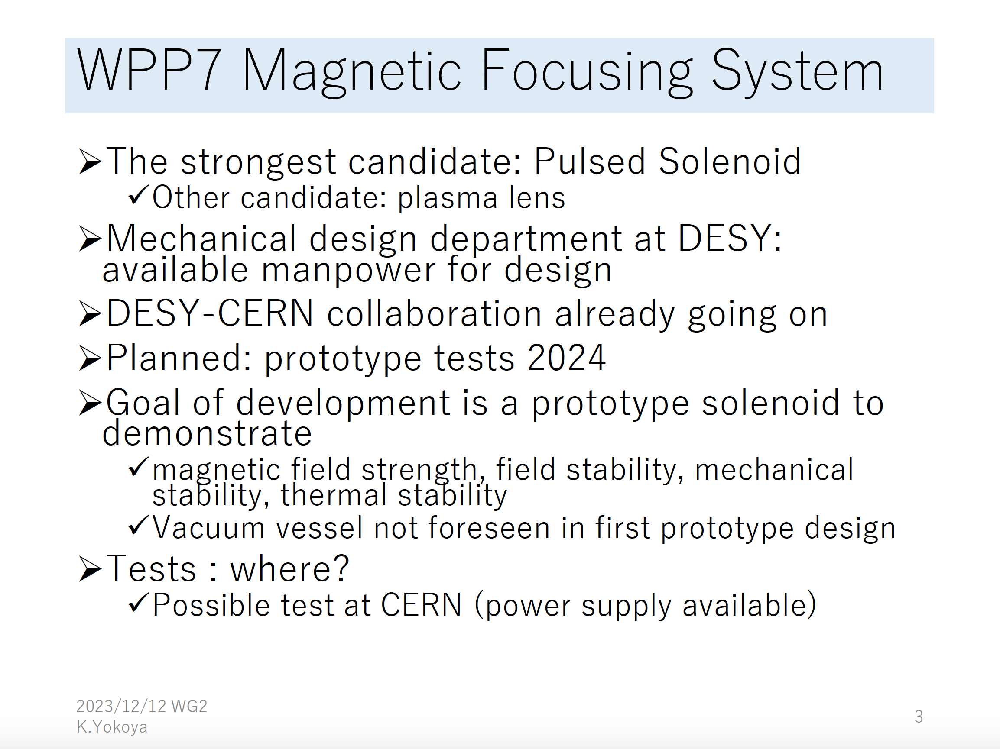 WPP7 Magnetic Focusing System
➢The strongest candidate: Pulsed Solenoid
✓Other candidate: plasma lens
➢Mechanical design department at DESY:
available manpower for design
➢DESY-CERN collaboration already going on
➢Planned: prototype tests 2024
➢Goal of development is a prototype solenoid to
demonstrate
✓magnetic field strength, field stability, mechanical
stability, thermal stability
✓Vacuum vessel not foreseen in first prototype design
➢Tests : where?
✓Possible test at CERN (power supply available)
2023/12/12 WG2
K.Yokoya
3